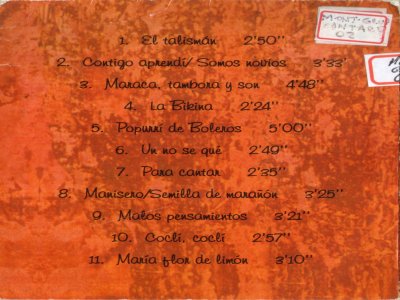 1. El talismán 2'50''
2. Contigo aprendí/ Somos novios 3'33'
3. Maraca, tambora y son 4'48''
4. La Bikina 2'24''
5. Popurrí de Boleros 5'00''
6. Un no se qué 2'49''
7. Para cantar 2'35''
8. Manisero/Semilla de marañón 3'25''
9. Malos pensamientos 3'21''
10. Coclí, coclí 2'57''
11. María flor de limón 3'10''